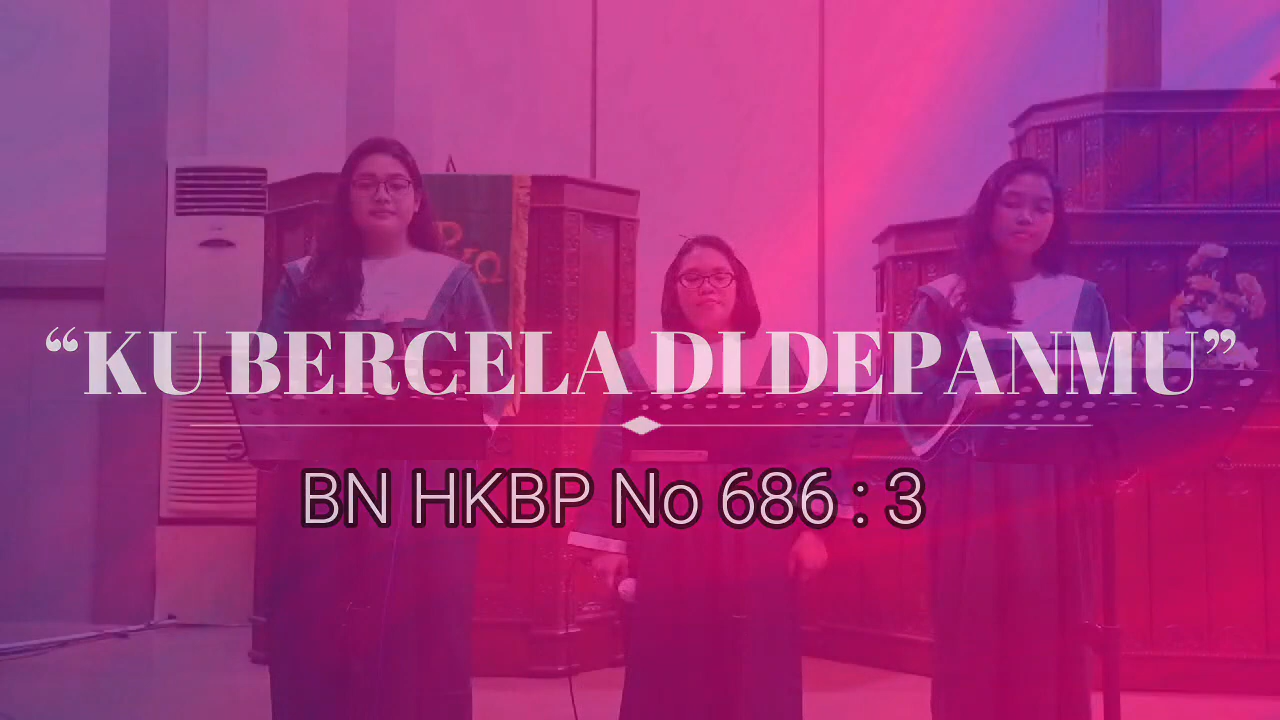 “KU BERCELA DI DEPANMU”
BN HKBP No 686 : 3